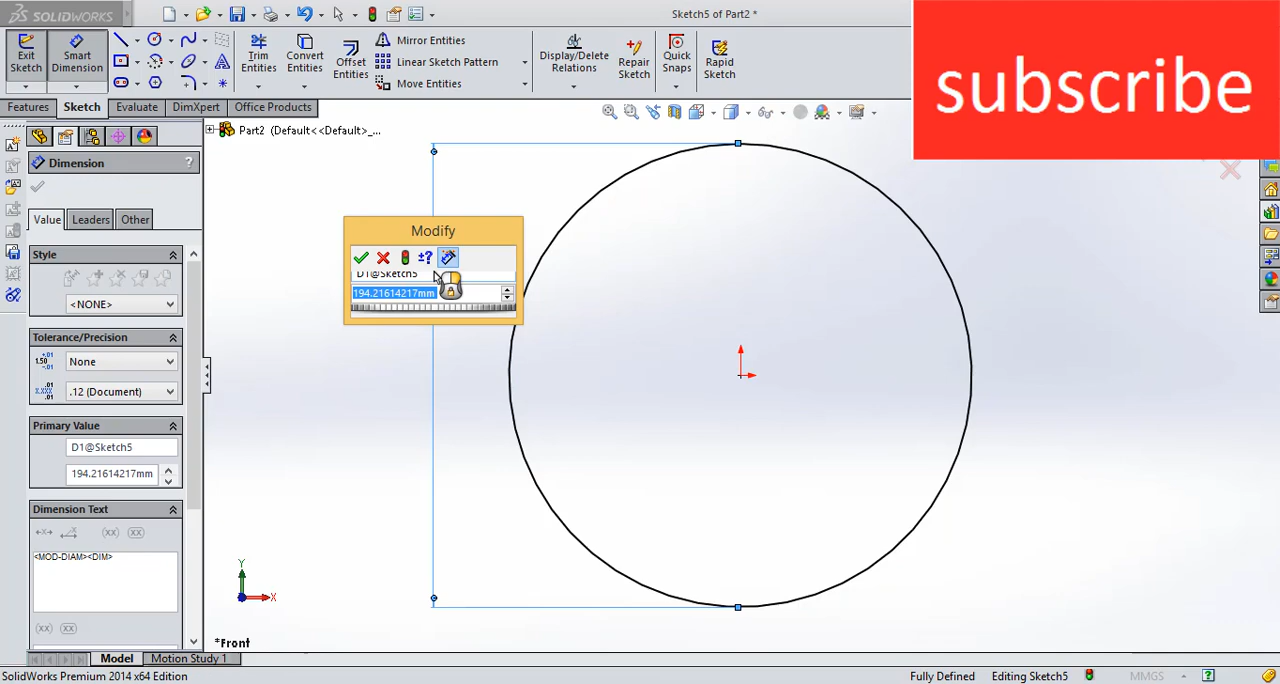 SOLIDWORKS
Sketch5 of Part2 *
subscribe
Exit
Sketch
Smart
Dimension
Trim
Entities
Convert
Entities
Offset
Entities
Mirror Entities
Linear Sketch Pattern
Move Entities
Display/Delete
Relations
Repair
Sketch
Quick
Snaps
Rapid
Sketch
Features
Sketch
Evaluate
DimXpert
Office Products
Part2 (Default<<Default>_...
Dimension
?
Value
Leaders
Other
Style
<NONE>
Tolerance/Precision
None
.12 (Document)
Primary Value
D1@Sketch5
194.21614217mm
Dimension Text
<MOD-DIAM><DIM>
Modify
D1@Sketch5
194.21614217mm
Y
X
*Front
Model
Motion Study 1
SolidWorks Premium 2014 x64 Edition
Fully Defined
Editing Sketch5
MMGS